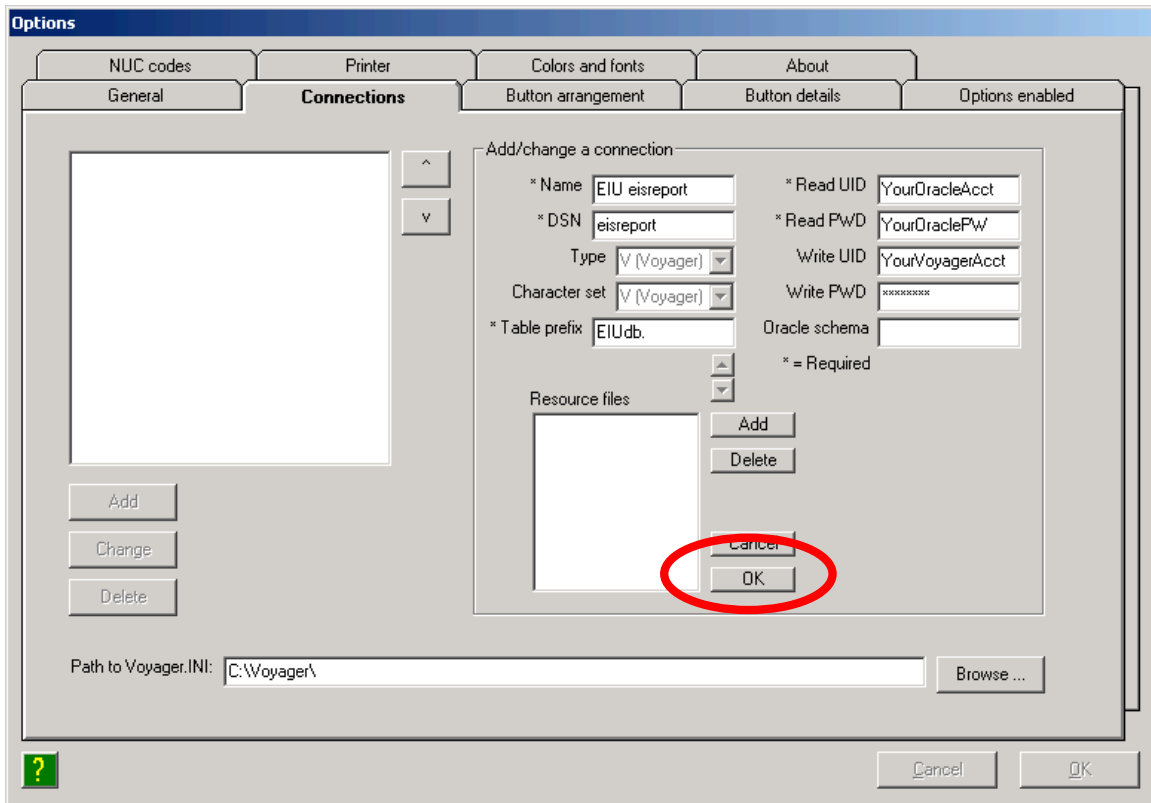 Options
NUC codes
Printer
Colors and fonts
About
General
Connections
Button arrangement
Button details
Options enabled
^
v
Add
Change
Delete
Add/change a connection
* Name
EIU eisreport
* DSN
eisreport
Type
V (Voyager)
Character set
V (Voyager)
* Table prefix
EIUdb.
* Read UID
YourOracleAcct
* Read PWD
YourOraclePW
Write UID
YourVoyagerAcct
Write PWD
********
Oracle schema
* = Required
Resource files
Add
Delete
Cancel
OK
Path to Voyager.INI:
C:\Voyager\
Browse ...
?
Cancel
OK